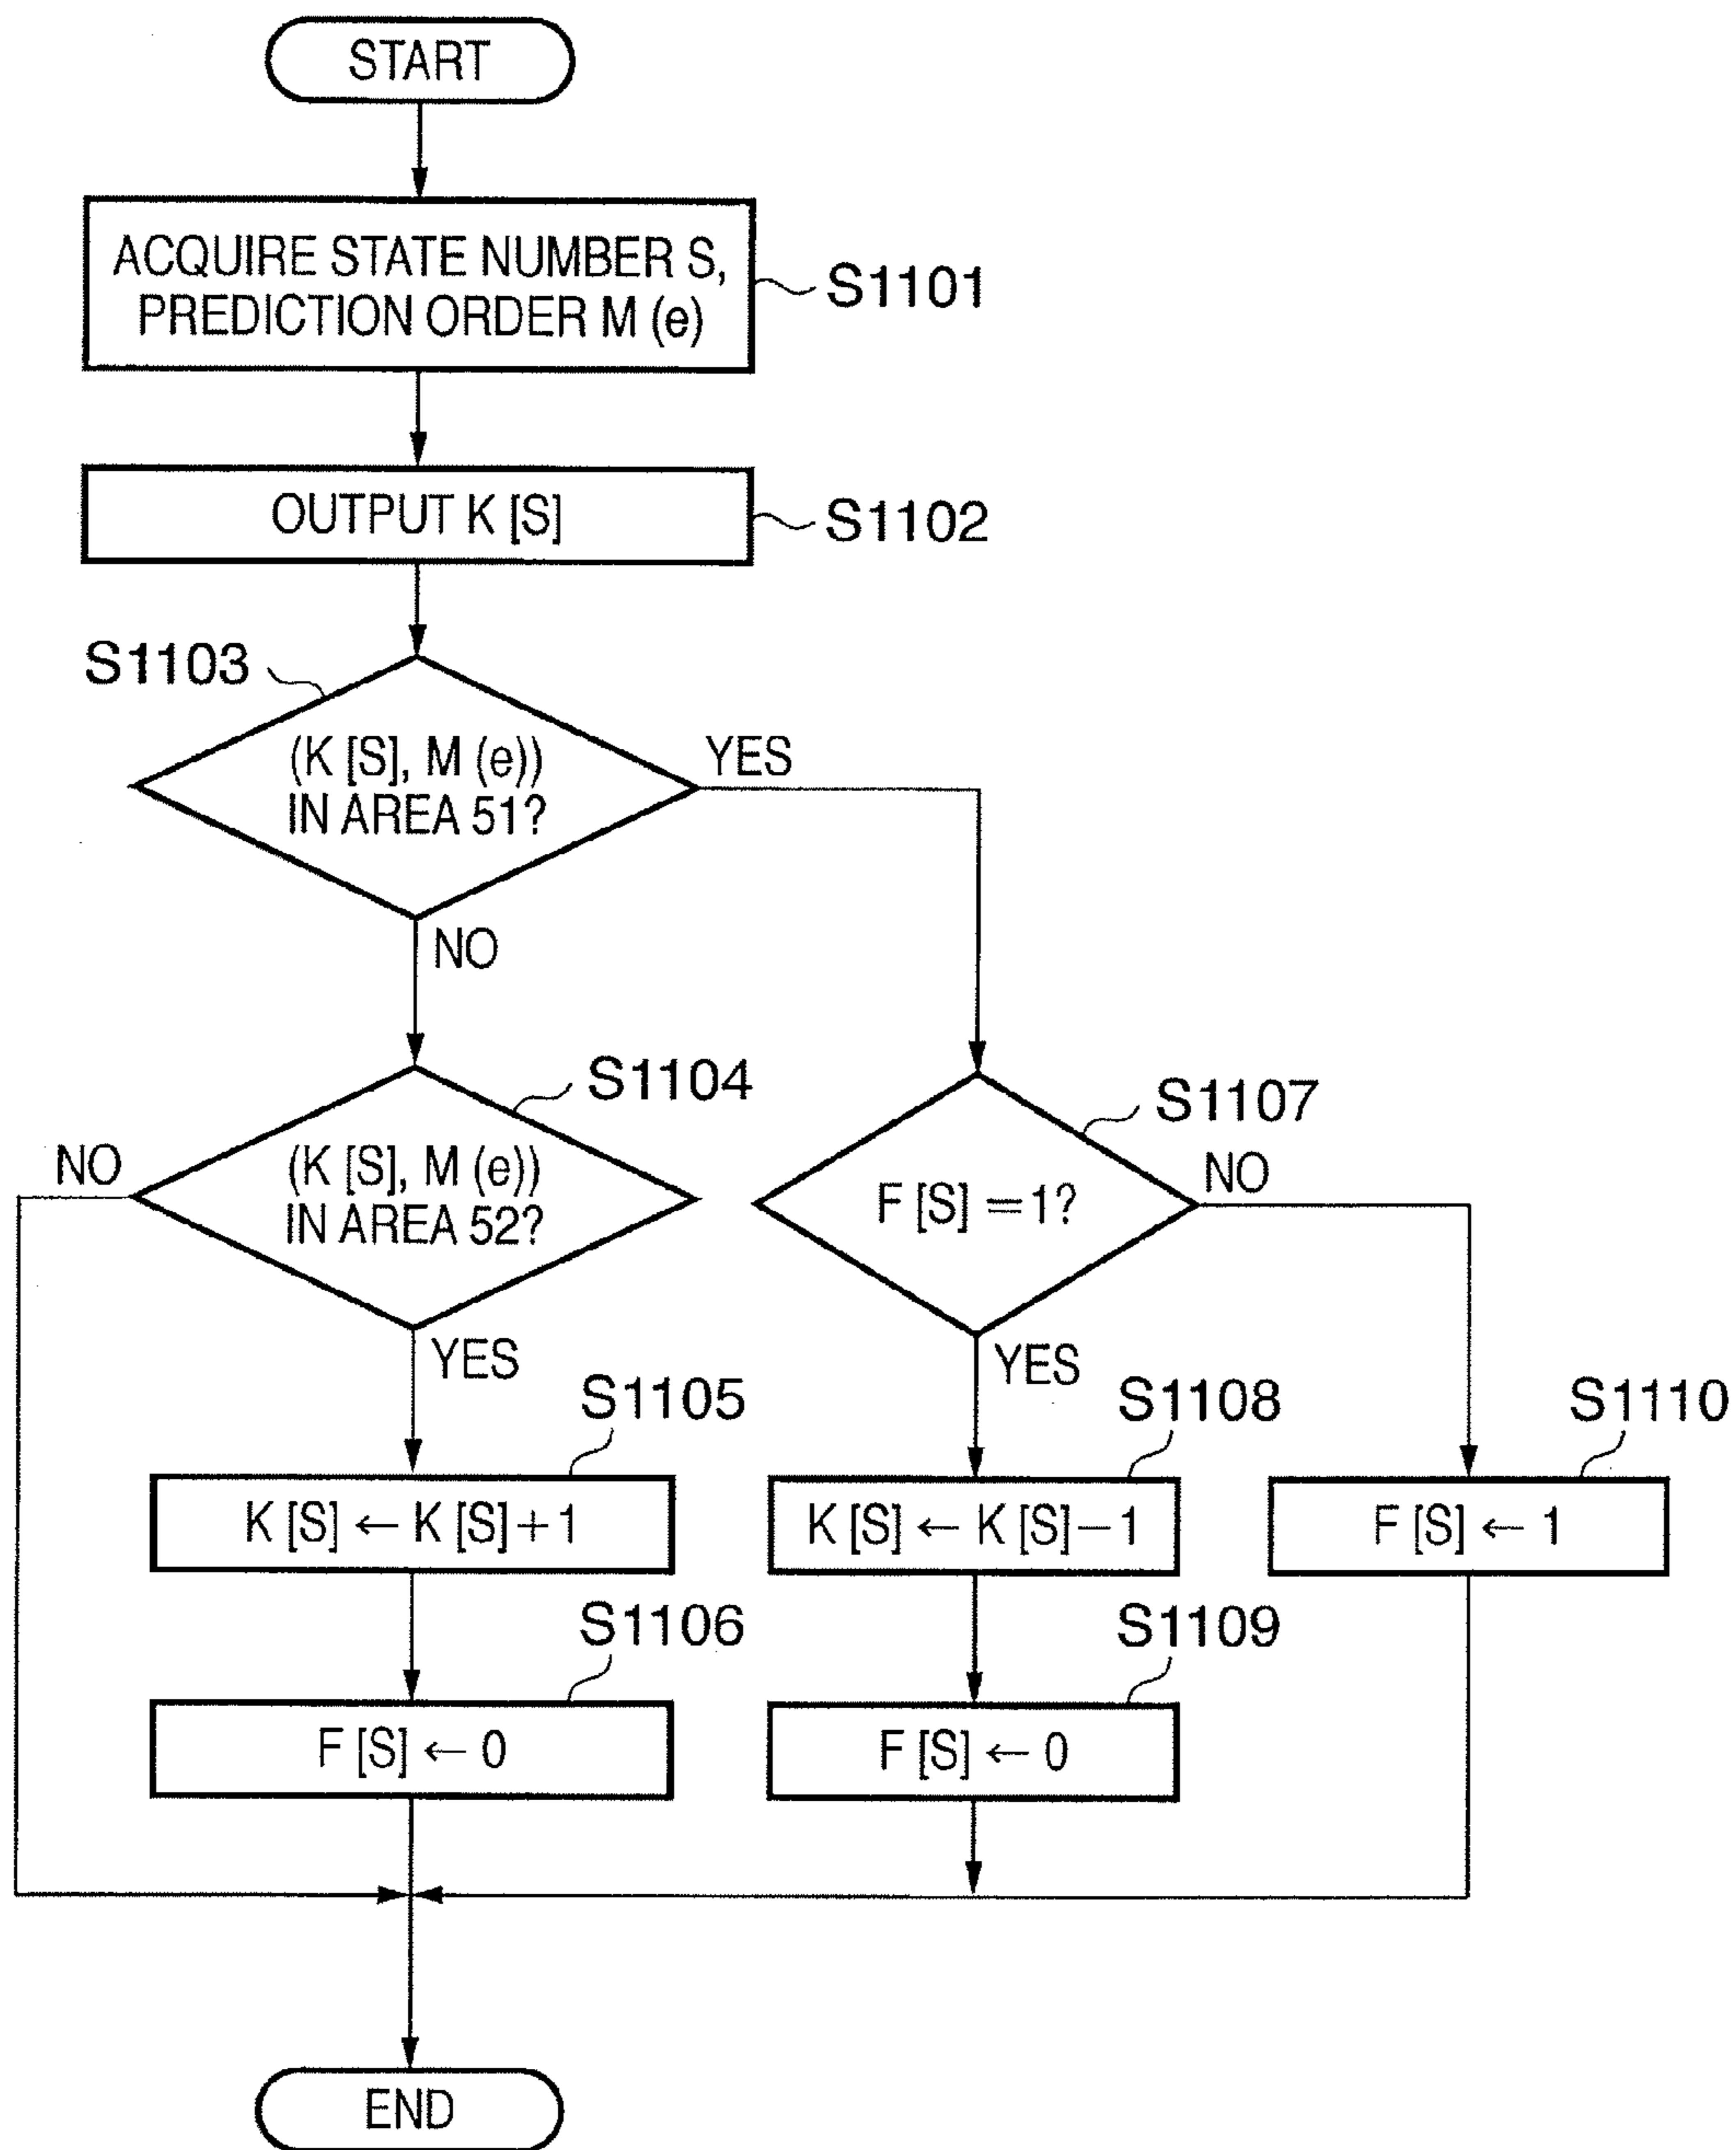 START
ACQUIRE STATE NUMBER S,
PREDICTION ORDER M (e)
S1101
OUTPUT K [S]
S1102
S1103
(K [S], M (e))
IN AREA 51?
YES
NO
S1104
(K [S], M (e))
IN AREA 52?
NO
YES
S1107
F [S] = 1?
NO
YES
S1105
K [S] ← K [S]+1
S1108
K [S] ← K [S]−1
S1110
F [S] ← 1
S1106
F [S] ← 0
S1109
F [S] ← 0
END